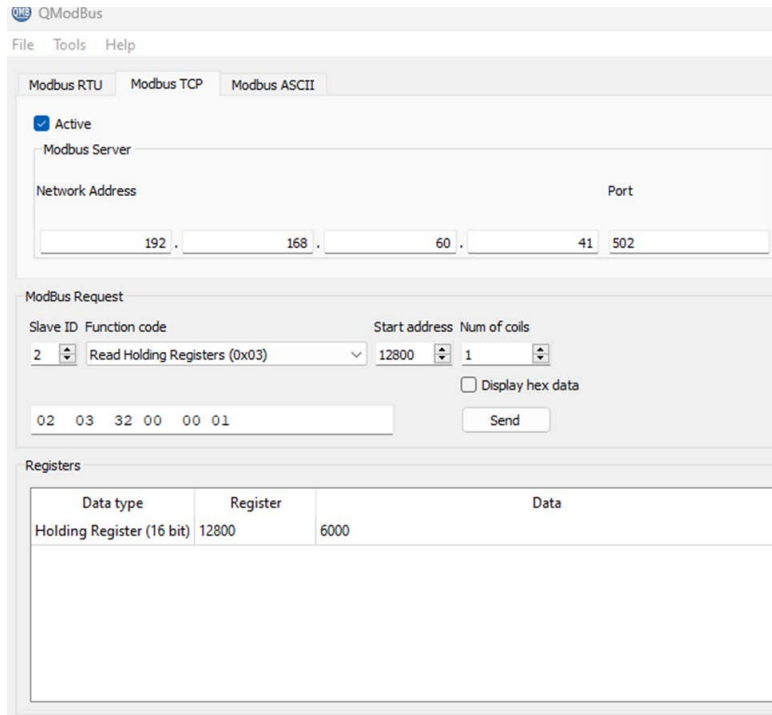 QMB QModBus
File Tools Help
Modbus RTU Modbus TCP Modbus ASCII
Active
Modbus Server
Network Address Port
192 . 168 . 60 . 41 502
ModBus Request
Slave ID Function code Start address Num of coils
2 Read Holding Registers (0x03) 12800 1
Display hex data
02 03 32 00 00 01 Send
Registers
Data type Register Data
Holding Register (16 bit) 12800 6000